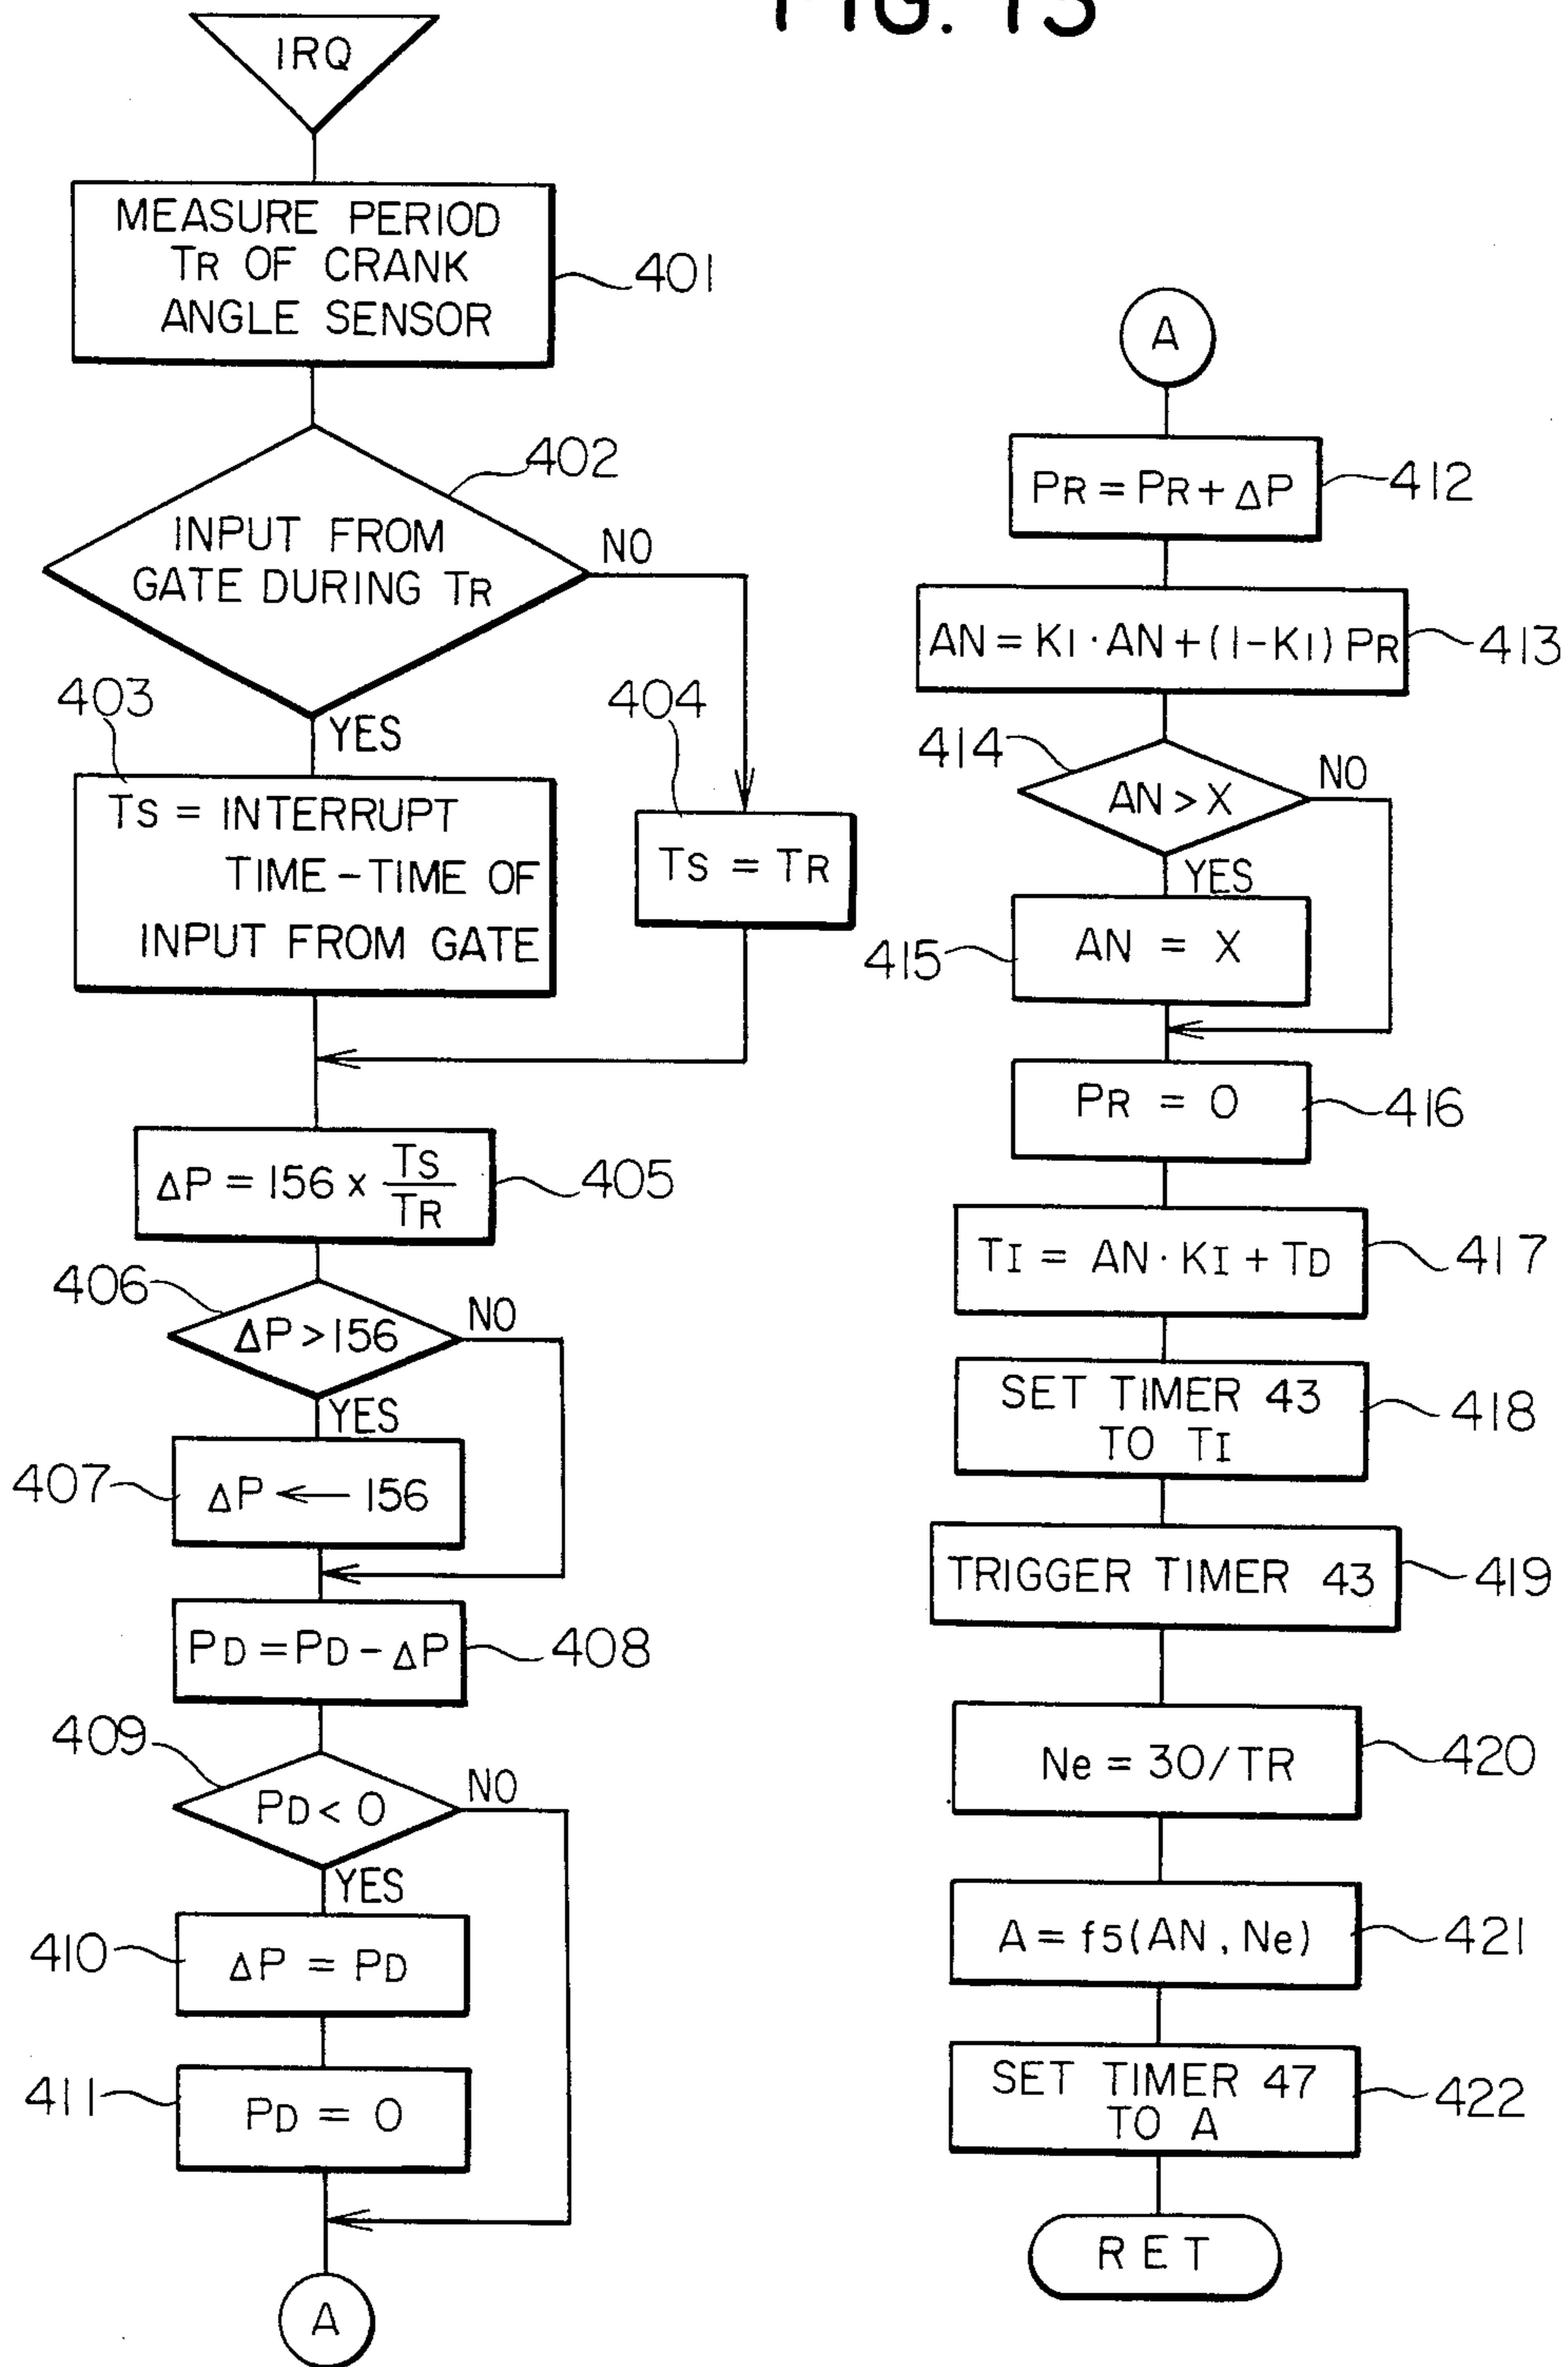 FIG. 13
IRQ
MEASURE PERIOD
TR OF CRANK
ANGLE SENSOR
401
402
INPUT FROM
GATE DURING TR
NO
YES
403
TS = INTERRUPT
TIME-TIME OF
INPUT FROM GATE
404
TS = TR
ΔP = 156 x TS/TR
405
406
ΔP > 156
NO
YES
407
ΔP ← 156
PD = PD - ΔP
408
409
PD < 0
NO
YES
410
ΔP = PD
411
PD = 0
A
A
PR = PR + ΔP
412
AN = KI · AN + (1-KI) PR
413
414
AN > X
NO
YES
415
AN = X
PR = 0
416
TI = AN · KI + TD
417
SET TIMER 43
TO TI
418
TRIGGER TIMER 43
419
Ne = 30/TR
420
A = f5(AN, Ne)
421
SET TIMER 47
TO A
422
RET